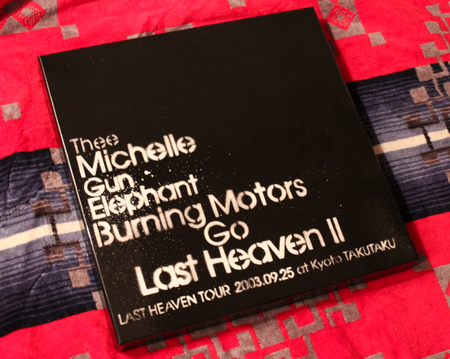 Thee
Michelle
Gun
Elephant
Burning Motors
Go
Last Heaven II
LAST HEAVEN TOUR 2003.09.25 at Kyoto TAKUTAKU